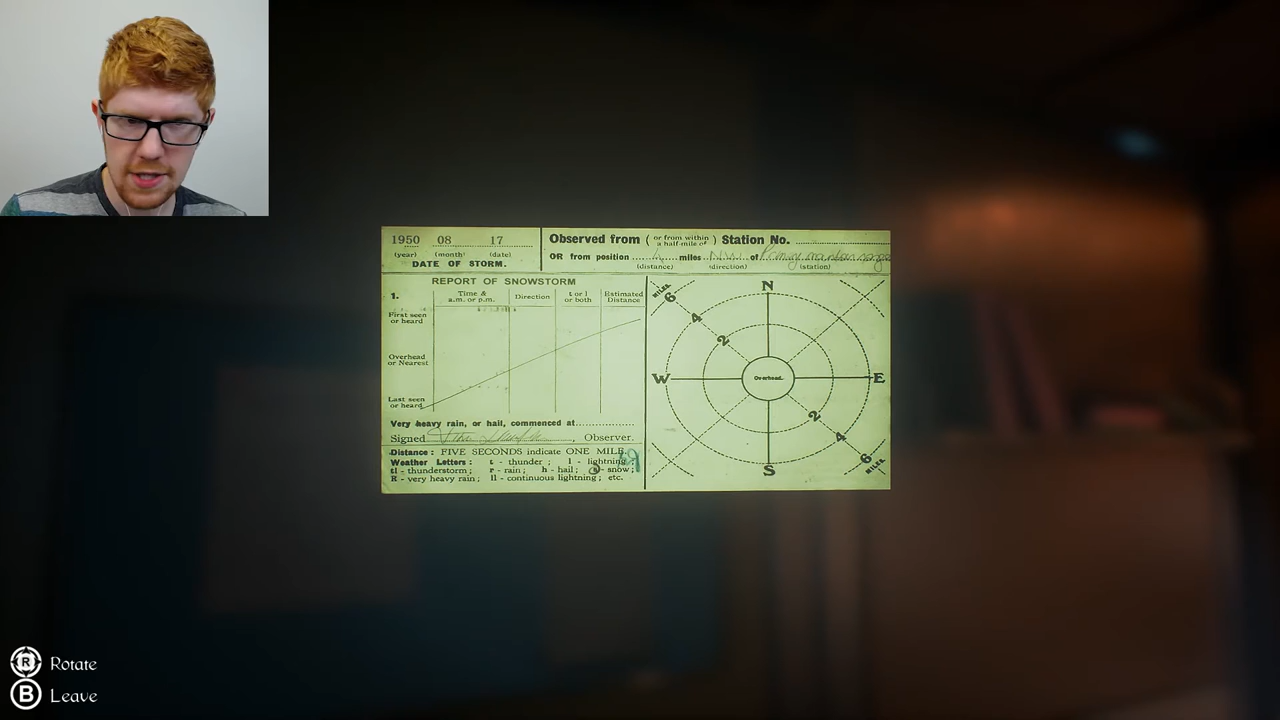 1950 08 17
(year) (month) (date)
DATE OF STORM.
Observed from ( or from within a half-mile of ) Station No.
OR from position miles N.W. of
(distance) (direction) (station)
REPORT OF SNOWSTORM
1. Time & a.m. or p.m. Direction t or l or both Estimated Distance
First seen or heard
Overhead or Nearest
Last seen or heard
Very heavy rain, or hail, commenced at
Signed , Observer.
Distance : FIVE SECONDS indicate ONE MILE.
Weather Letters : t - thunder ; l - lightning ;
tl - thunderstorm ; r - rain ; h - hail ; s - snow ;
R - very heavy rain ; ll - continuous lightning ; etc.
N
MILES 6
4
2
W Overhead. E
2
4
6 MILES
S
R Rotate
B Leave